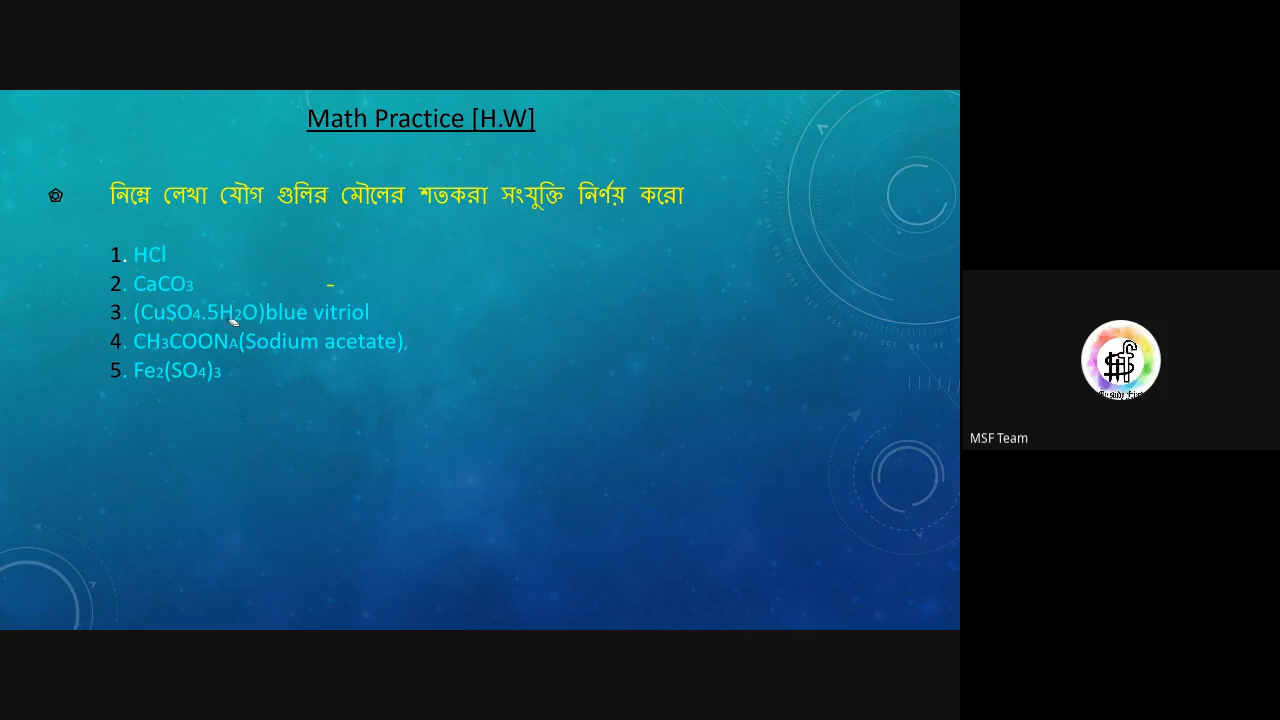 Math Practice [H.W]
নিম্নে লেখা যৌগ গুলির মৌলের শতকরা সংযুক্তি নির্ণয় করো
1. HCl
2. CaCO3
3. (CuSO4.5H2O)blue vitriol
4. CH3COONA(Sodium acetate),
5. Fe2(SO4)3
MSF Team